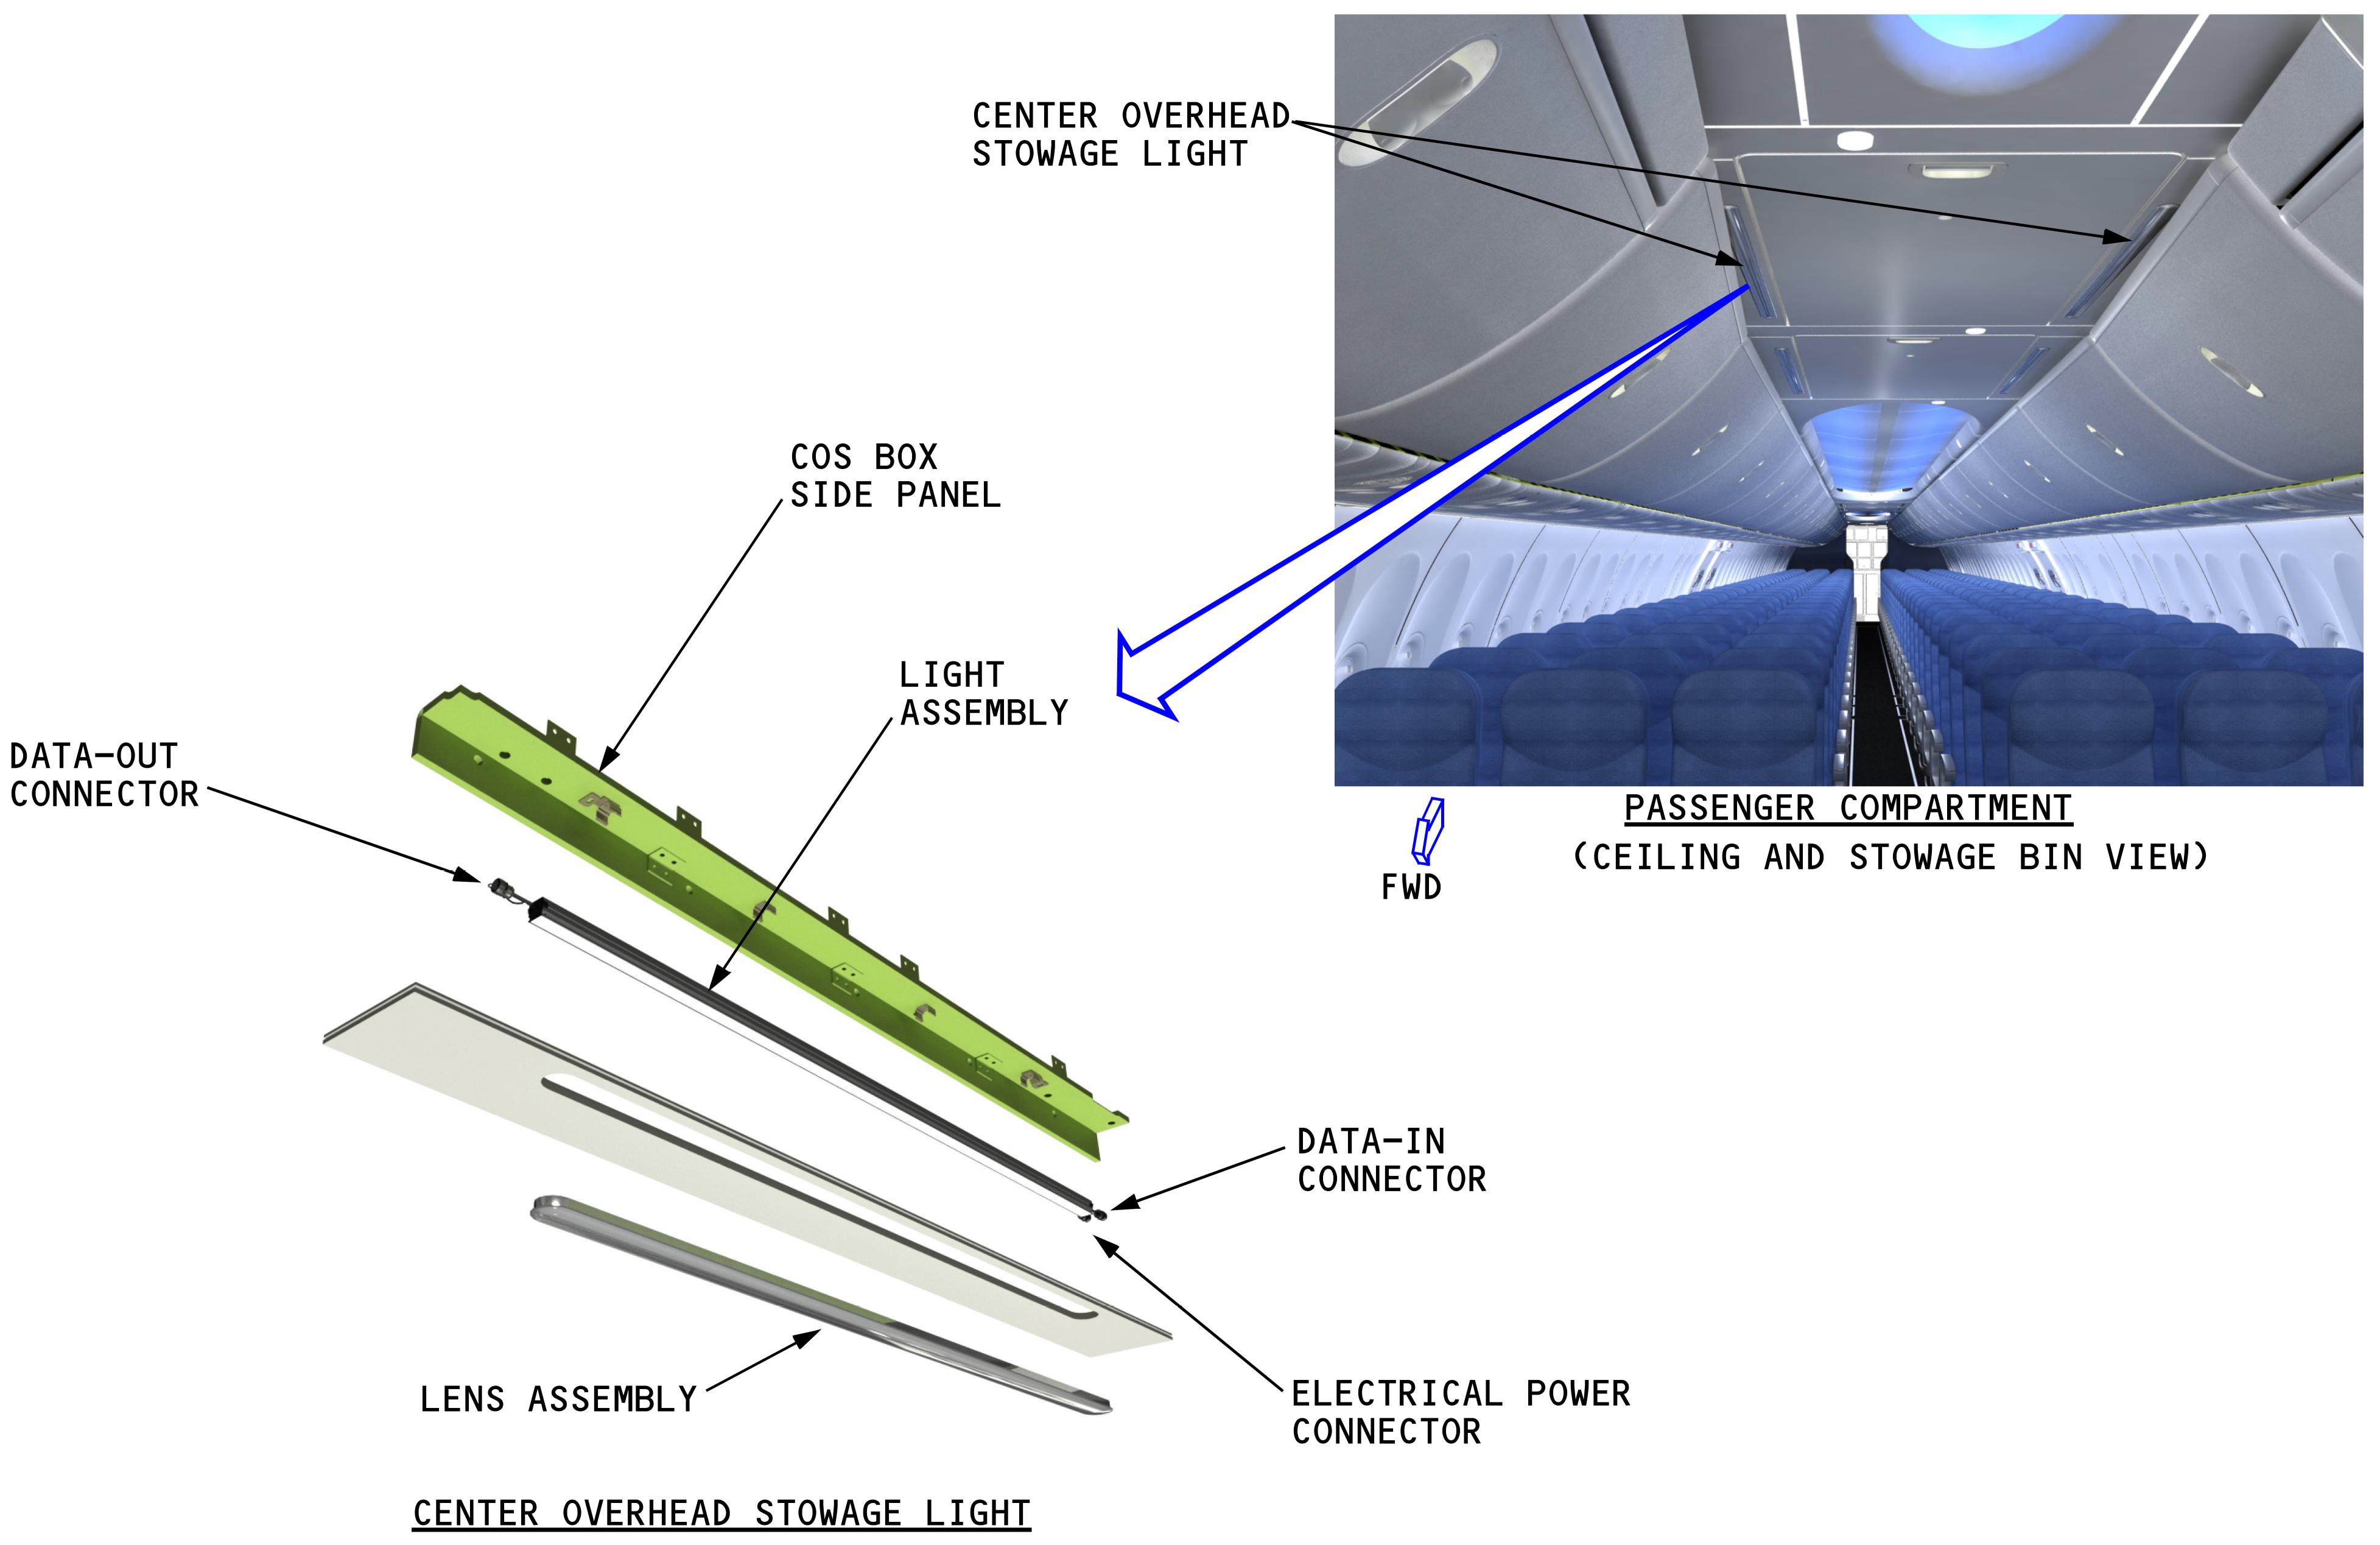 CENTER OVERHEAD
STOWAGE LIGHT
COS BOX
SIDE PANEL
LIGHT
ASSEMBLY
DATA-OUT
CONNECTOR
PASSENGER COMPARTMENT
(CEILING AND STOWAGE BIN VIEW)
FWD
DATA-IN
CONNECTOR
LENS ASSEMBLY
ELECTRICAL POWER
CONNECTOR
CENTER OVERHEAD STOWAGE LIGHT